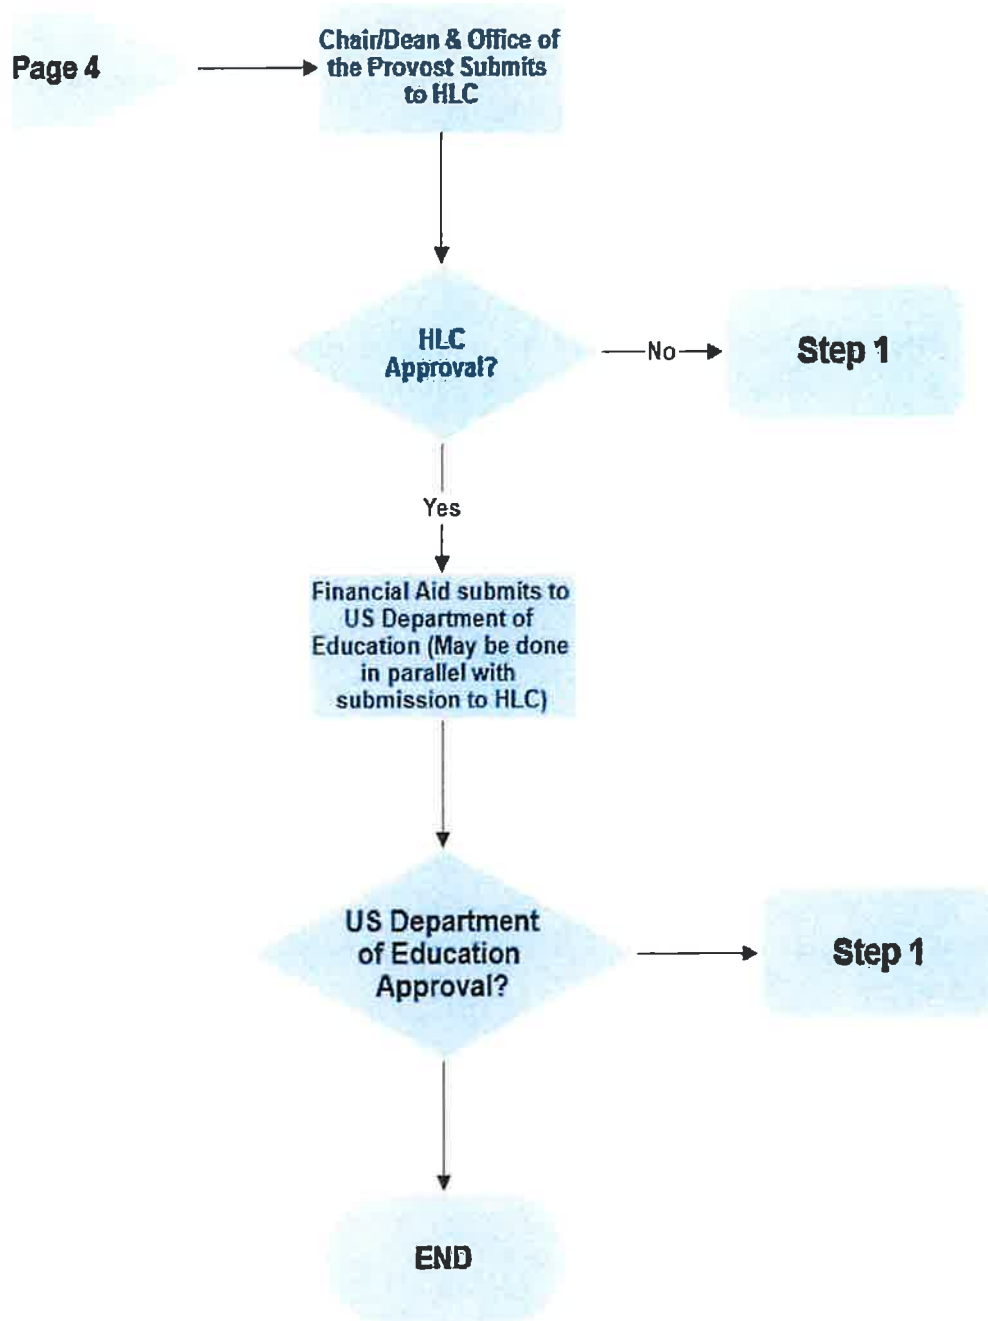 Page 4
Chair/Dean & Office of
the Provost Submits
to HLC
HLC
Approval?
No
Step 1
Yes
Financial Aid submits to
US Department of
Education (May be done
in parallel with
submission to HLC)
US Department
of Education
Approval?
Step 1
END